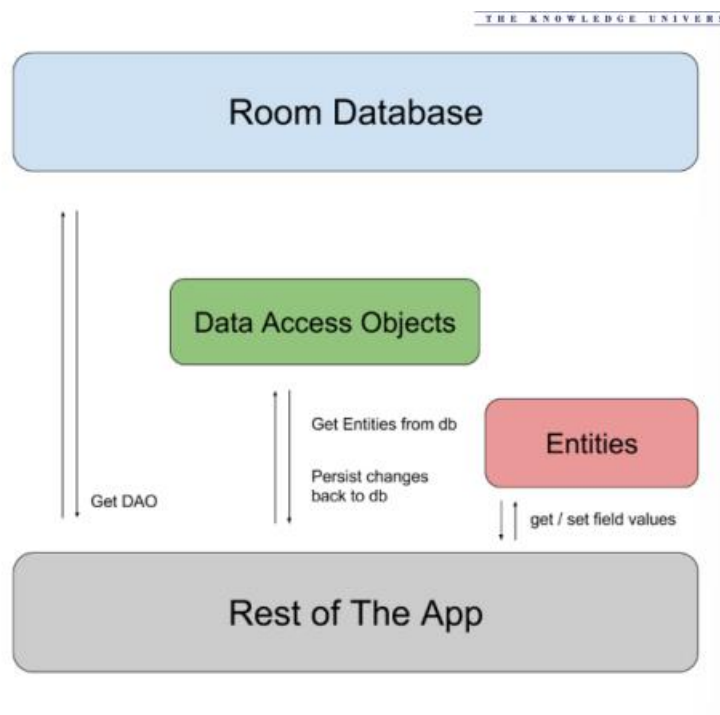 THE KNOWLEDGE
Room Database
Data Access Objects
Get Entities from db
Entities
Persist changes
back to db
Get DAO
get / set field values
Rest of The App